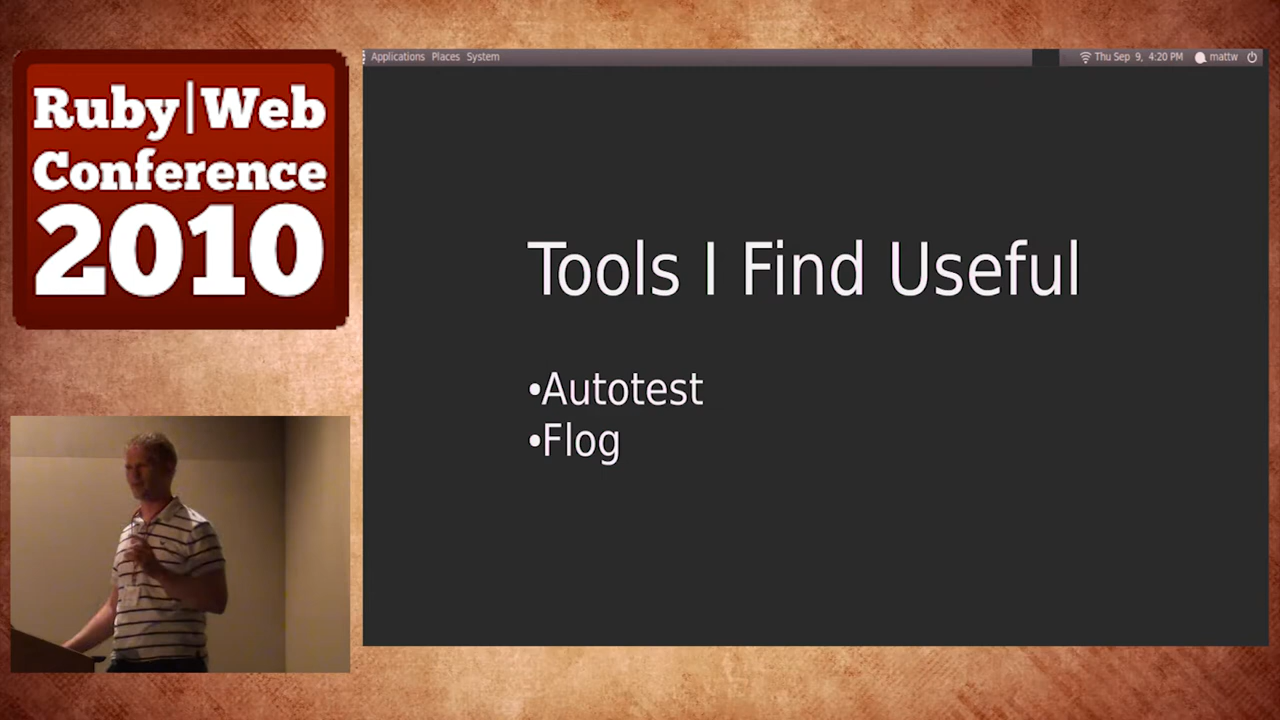 Ruby|Web
Conference
2010
Applications Places System
Thu Sep 9, 4:20 PM mattw
Tools I Find Useful
•Autotest
•Flog